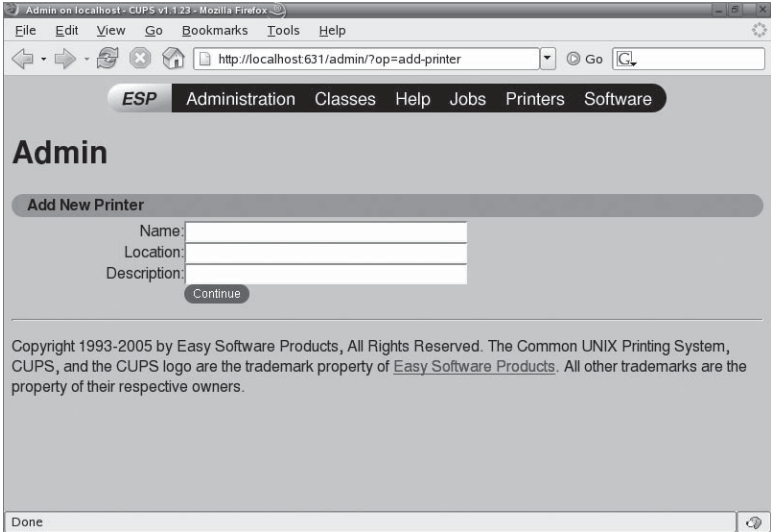 Admin on localhost - CUPS v1.1.23 - Mozilla Firefox
File Edit View Go Bookmarks Tools Help
http://localhost:631/admin/?op=add-printer Go G
ESP Administration Classes Help Jobs Printers Software
Admin
Add New Printer
Name:
Location:
Description:
Continue
Copyright 1993-2005 by Easy Software Products, All Rights Reserved. The Common UNIX Printing System,
CUPS, and the CUPS logo are the trademark property of Easy Software Products. All other trademarks are the
property of their respective owners.
Done